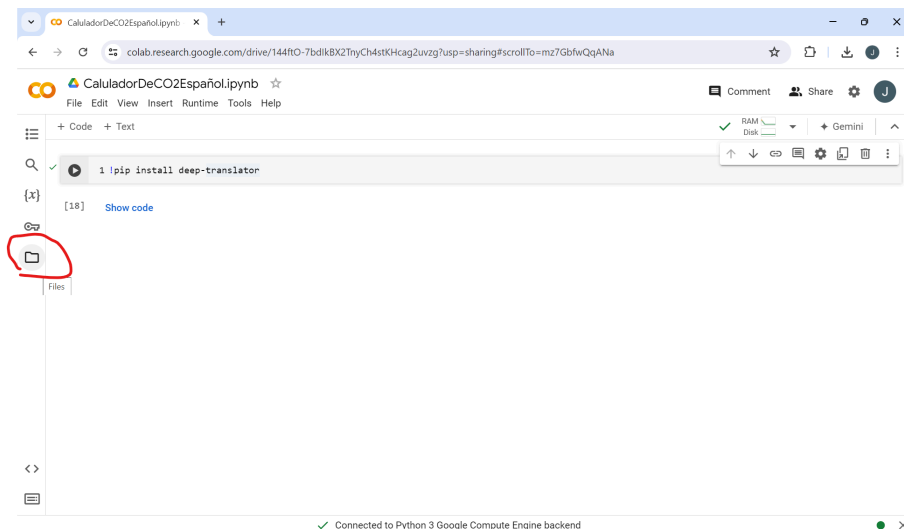 CaluladorDeCO2Español.ipynb
colab.research.google.com/drive/144ftO-7bdIkBX2TnyCh4stKHcag2uvzg?usp=sharing#scrollTo=mz7GbfwQqANa
J
CaluladorDeCO2Español.ipynb
Comment Share J
File Edit View Insert Runtime Tools Help
+ Code + Text
RAM
Disk
Gemini
1 !pip install deep-translator
{x}
[18] Show code
Files
Connected to Python 3 Google Compute Engine backend